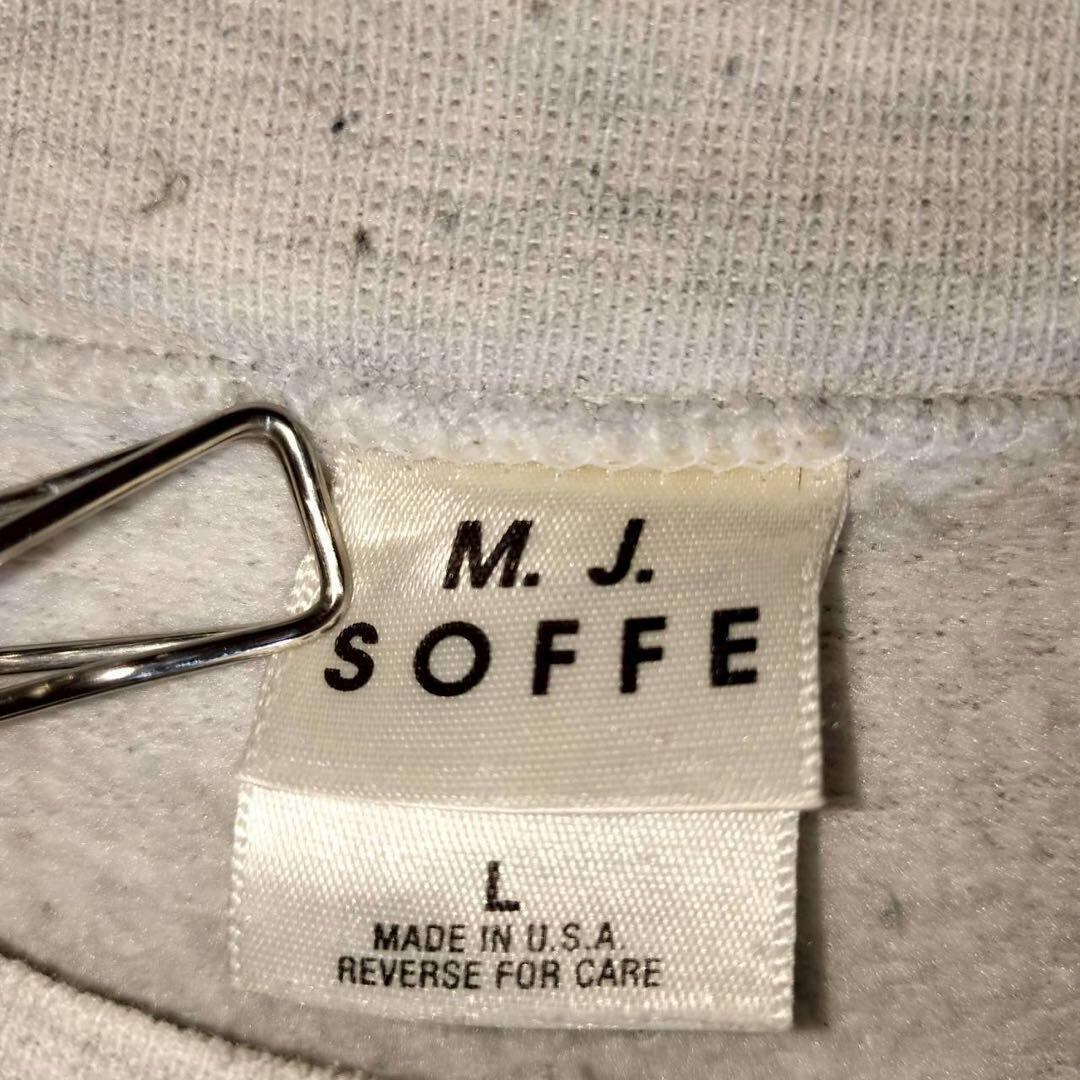 M. J.
SOFFE
L
MADE IN U.S.A.
REVERSE FOR CARE